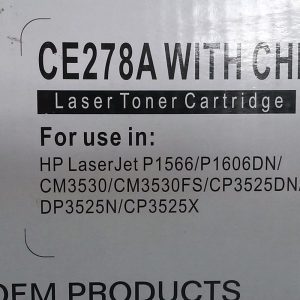 CE278A WITH CHI
Laser Toner Cartridge
For use in:
HP LaserJet P1566/P1606DN/
CM3530/CM3530FS/CP3525DN/
DP3525N/CP3525X
OEM PRODUCTS